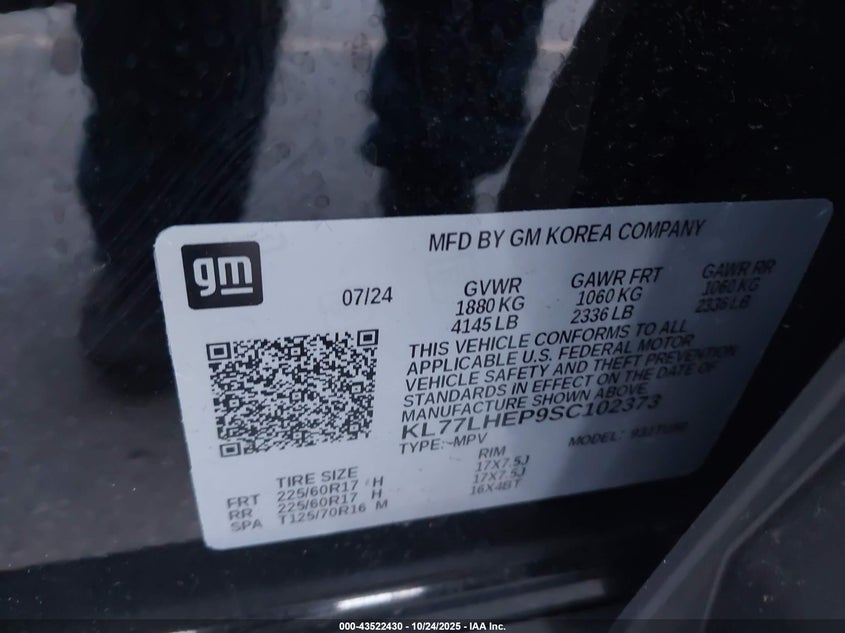 MFD BY GM KOREA COMPANY
gm
07/24
GVWR
1880 KG
4145 LB
GAWR FRT
1060 KG
2336 LB
GAWR RR
1060 KG
2336 LB
THIS VEHICLE CONFORMS TO ALL
APPLICABLE U.S. FEDERAL MOTOR
VEHICLE SAFETY AND THEFT PREVENTION
STANDARDS IN EFFECT ON THE DATE OF
MANUFACTURE SHOWN ABOVE
KL77LHEP9SC102373
TYPE: MPV
MODEL:
TIRE SIZE
RIM
FRT 225/60R17 H 17X7.5J
RR 225/60R17 H 17X7.5J
SPA T125/70R16 M 16X4BT
000-43522430 - 10/24/2025 - IAA Inc.